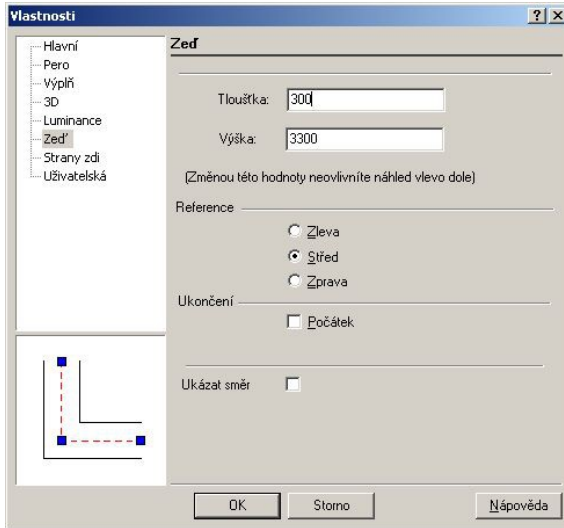 Vlastnosti
Hlavní
Pero
Výplň
3D
Luminance
Zeď
Strany zdi
Uživatelská
Zeď
Tloušťka: 300
Výška: 3300
(Změnou této hodnoty neovlivníte náhled vlevo dole)
Reference
Zleva
Střed
Zprava
Ukončení
Počátek
Ukázat směr
OK Storno Nápověda